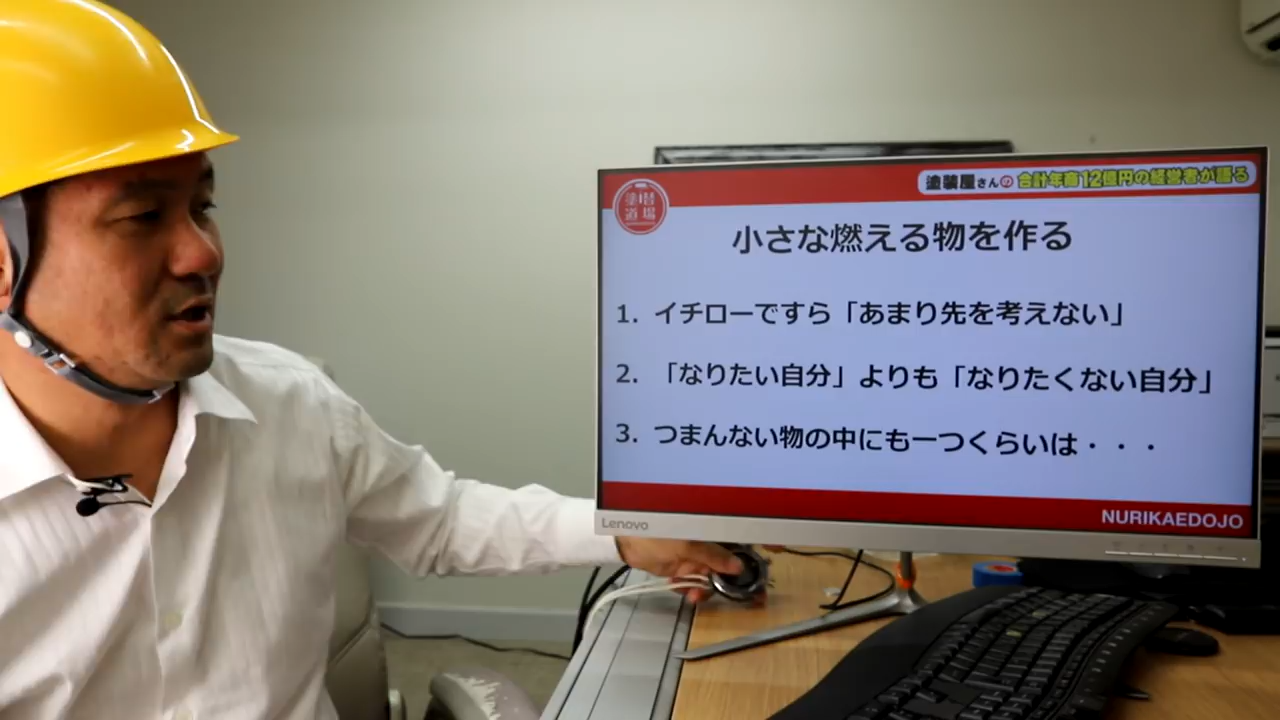 塗装屋さんの 合計年商12億円の経営者が語る
塗替
道場
小さな燃える物を作る
1. イチローですら「あまり先を考えない」
2. 「なりたい自分」よりも「なりたくない自分」
3. つまんない物の中にも一つくらいは・・・
NURIKAEDOJO
Lenovo